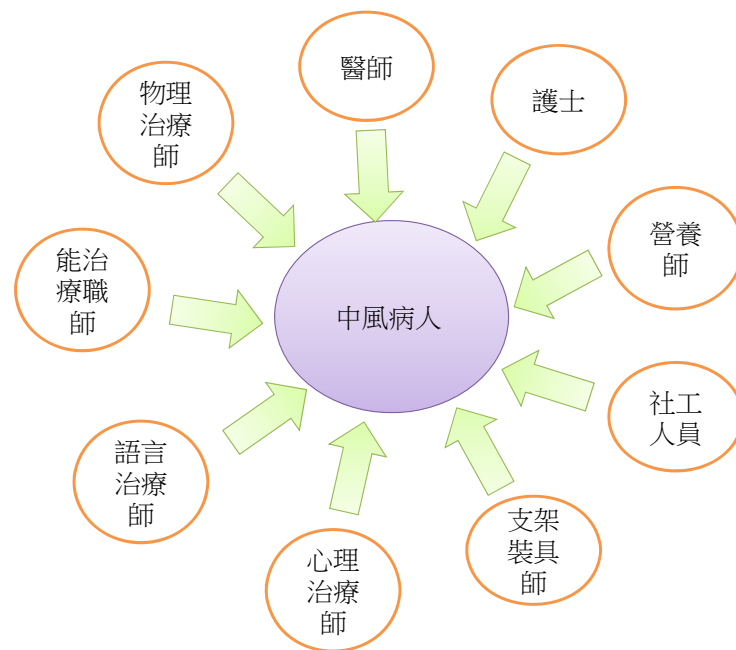 醫師
護士
物理
治療
師
營養
師
能治
療職
師
中風病人
社工
人員
語言
治療
師
支架
裝具
師
心理
治療
師